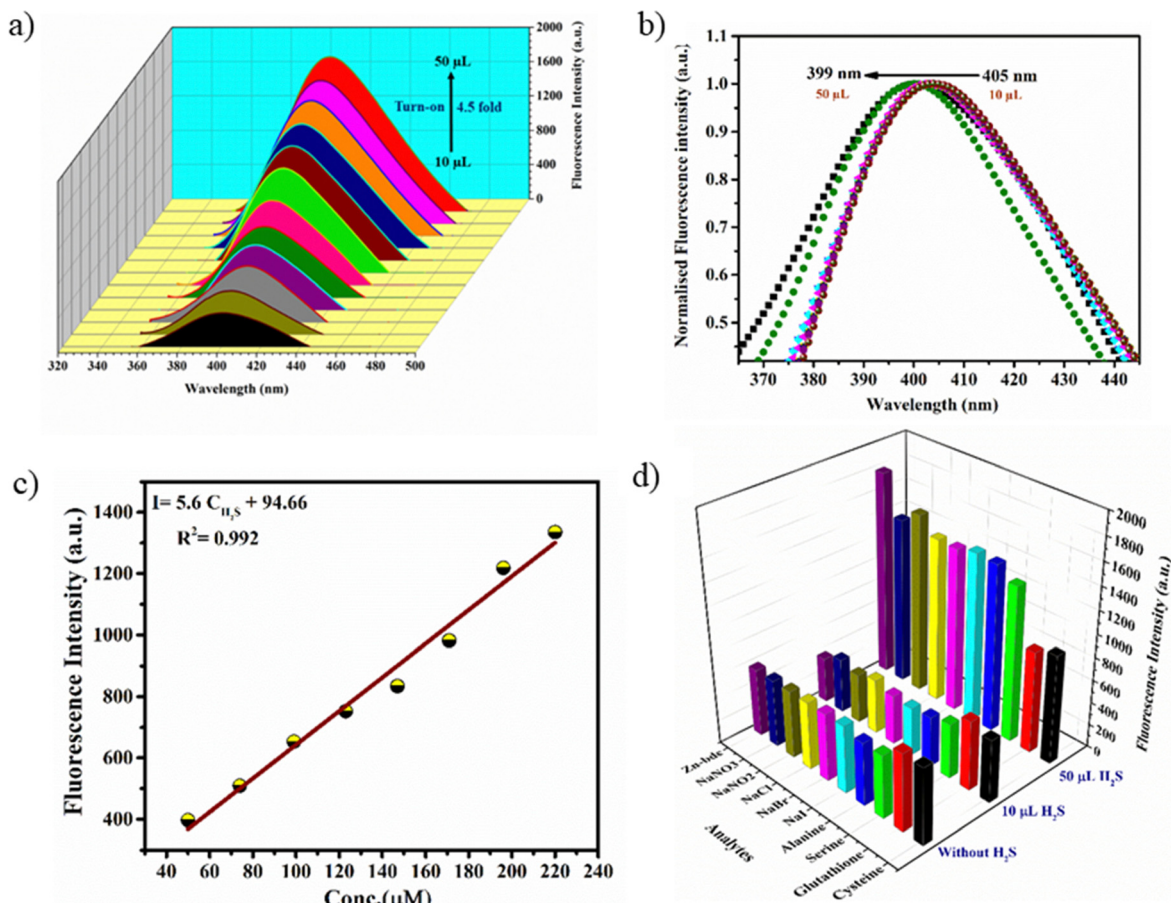 a)
50 µL
Turn-on 4.5 fold
10 µL
2000
1600
1200
800
400
0
Fluorescence Intensity (a.u.)
320 340 360 380 400 420 440 460 480 500
Wavelength (nm)
b)
1.1
1.0
0.9
0.8
0.7
0.6
0.5
399 nm 405 nm
50 µL 10 µL
Normalised Fluorescence intensity (a.u.)
370 380 390 400 410 420 430 440
Wavelength (nm)
c)
I= 5.6 C_H₂S + 94.66
R²= 0.992
1400
1200
1000
800
600
400
Fluorescence Intensity (a.u.)
40 60 80 100 120 140 160 180 200 220 240
Conc.(µM)
d)
2000
1800
1600
1400
1200
1000
800
600
400
200
0
Fluorescence Intensity (a.u.)
Zn-bdc
NaNO3
NaNO2
NaCl
NaBr
NaI
Alanine
Serine
Glutathione
Cysteine
Analytes
50 µL H₂S
10 µL H₂S
Without H₂S